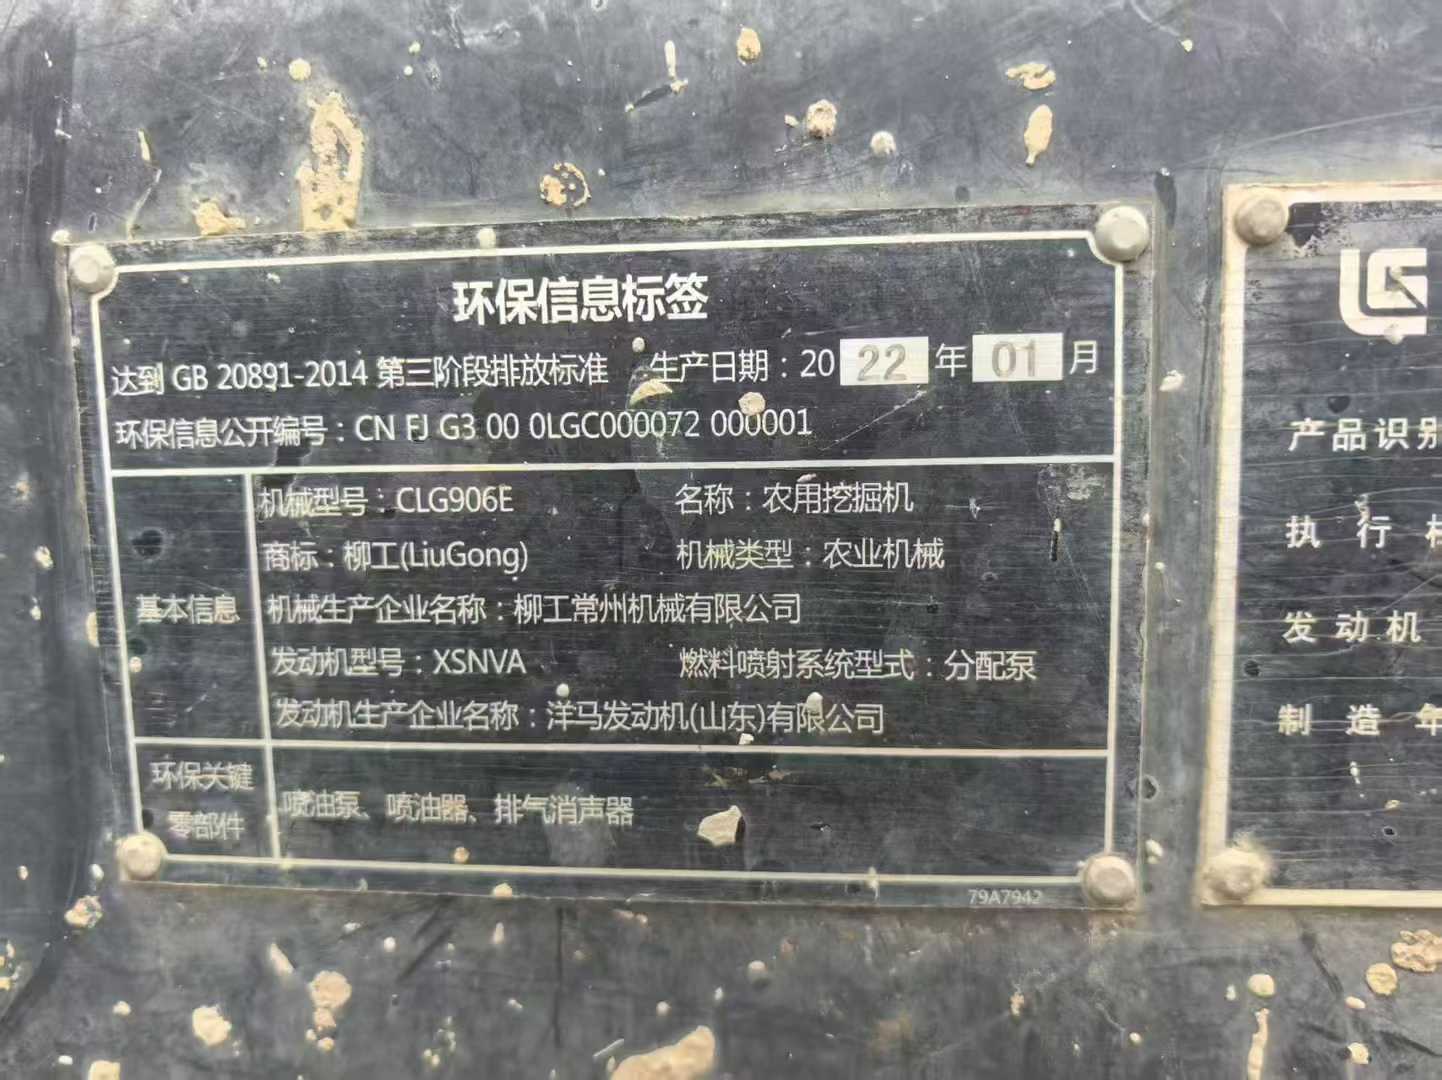 环保信息标签
达到 GB 20891-2014 第三阶段排放标准 生产日期：20 22 年 01 月
环保信息公开编号：CN FJ G3 00 0LGC000072 000001
基本信息
机械型号：CLG906E 名称：农用挖掘机
商标：柳工(LiuGong) 机械类型：农业机械
机械生产企业名称：柳工常州机械有限公司
发动机型号：XSNVA 燃料喷射系统型式：分配泵
发动机生产企业名称：洋马发动机(山东)有限公司
环保关键
零部件
喷油泵、喷油器、排气消声器
79A7942
产品识别
执行
发动机
制造年